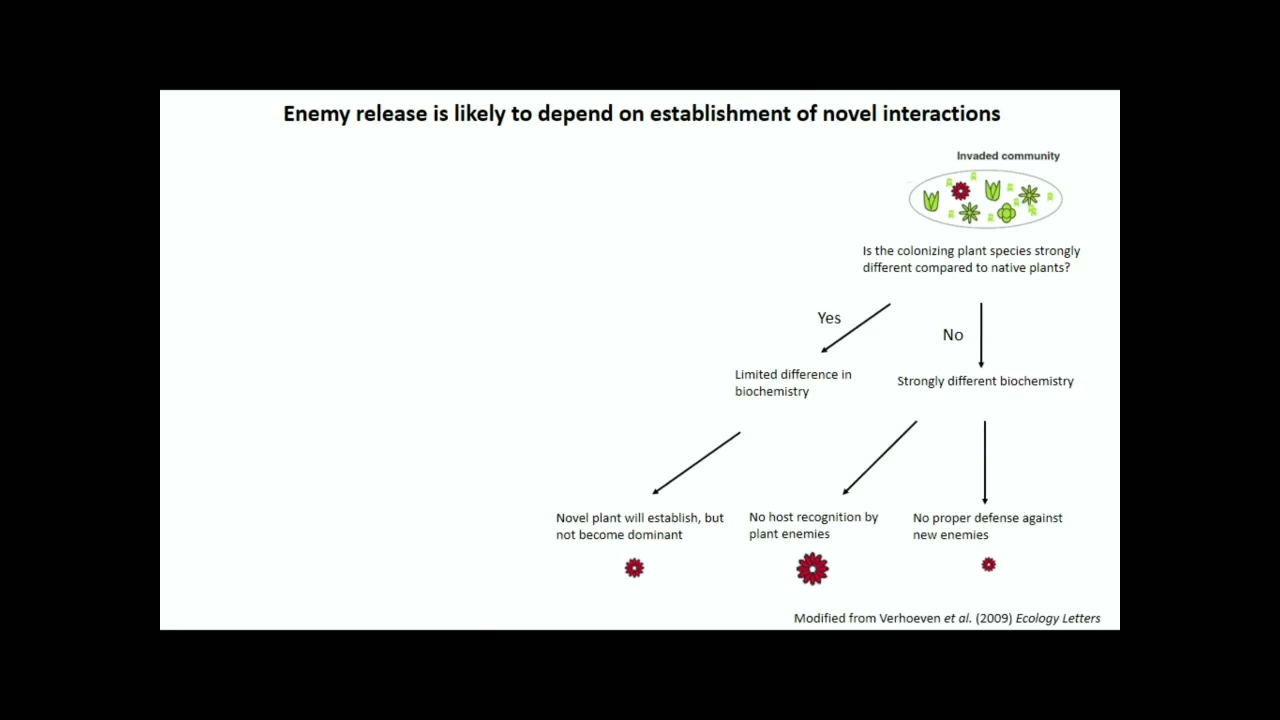 Enemy release is likely to depend on establishment of novel interactions
Invaded community
Is the colonizing plant species strongly
different compared to native plants?
Yes
No
Limited difference in
biochemistry
Strongly different biochemistry
Novel plant will establish, but
not become dominant
No host recognition by
plant enemies
No proper defense against
new enemies
Modified from Verhoeven et al. (2009) Ecology Letters